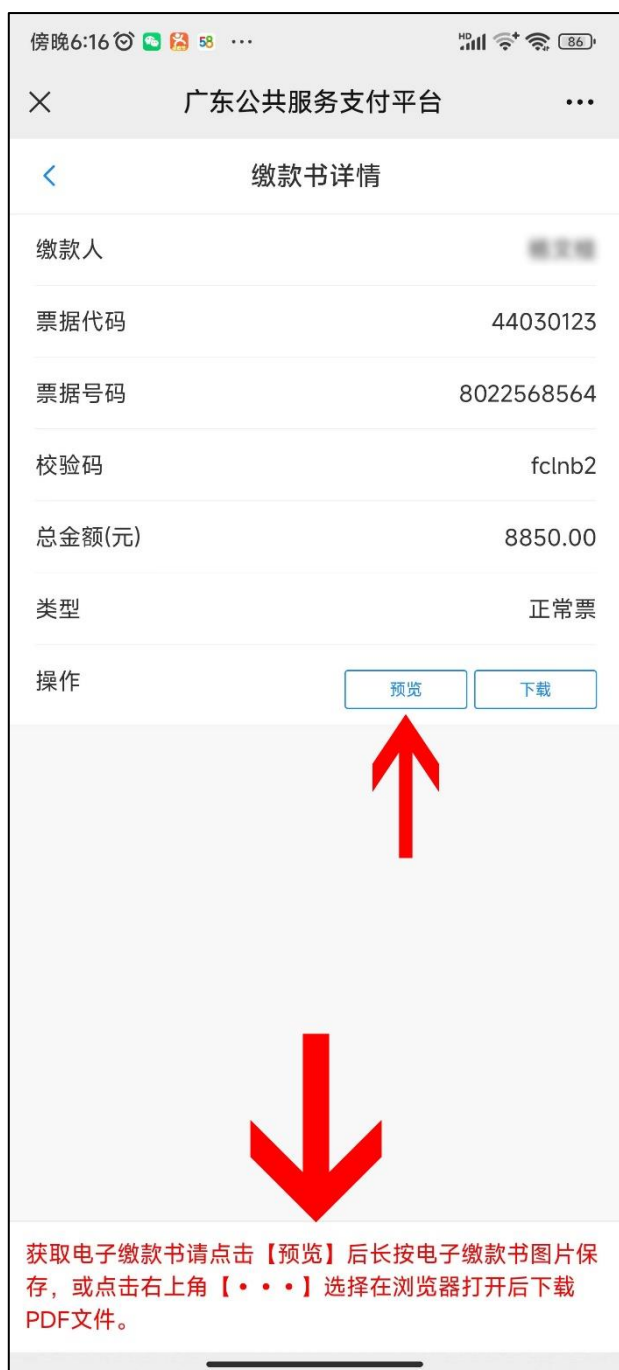 傍晚6:16 58 ...
HD 86
广东公共服务支付平台
缴款书详情
缴款人
票据代码 44030123
票据号码 8022568564
校验码 fclnb2
总金额(元) 8850.00
类型 正常票
操作 预览 下载
获取电子缴款书请点击【预览】后长按电子缴款书图片保
存，或点击右上角【•••】选择在浏览器打开后下载
PDF文件。